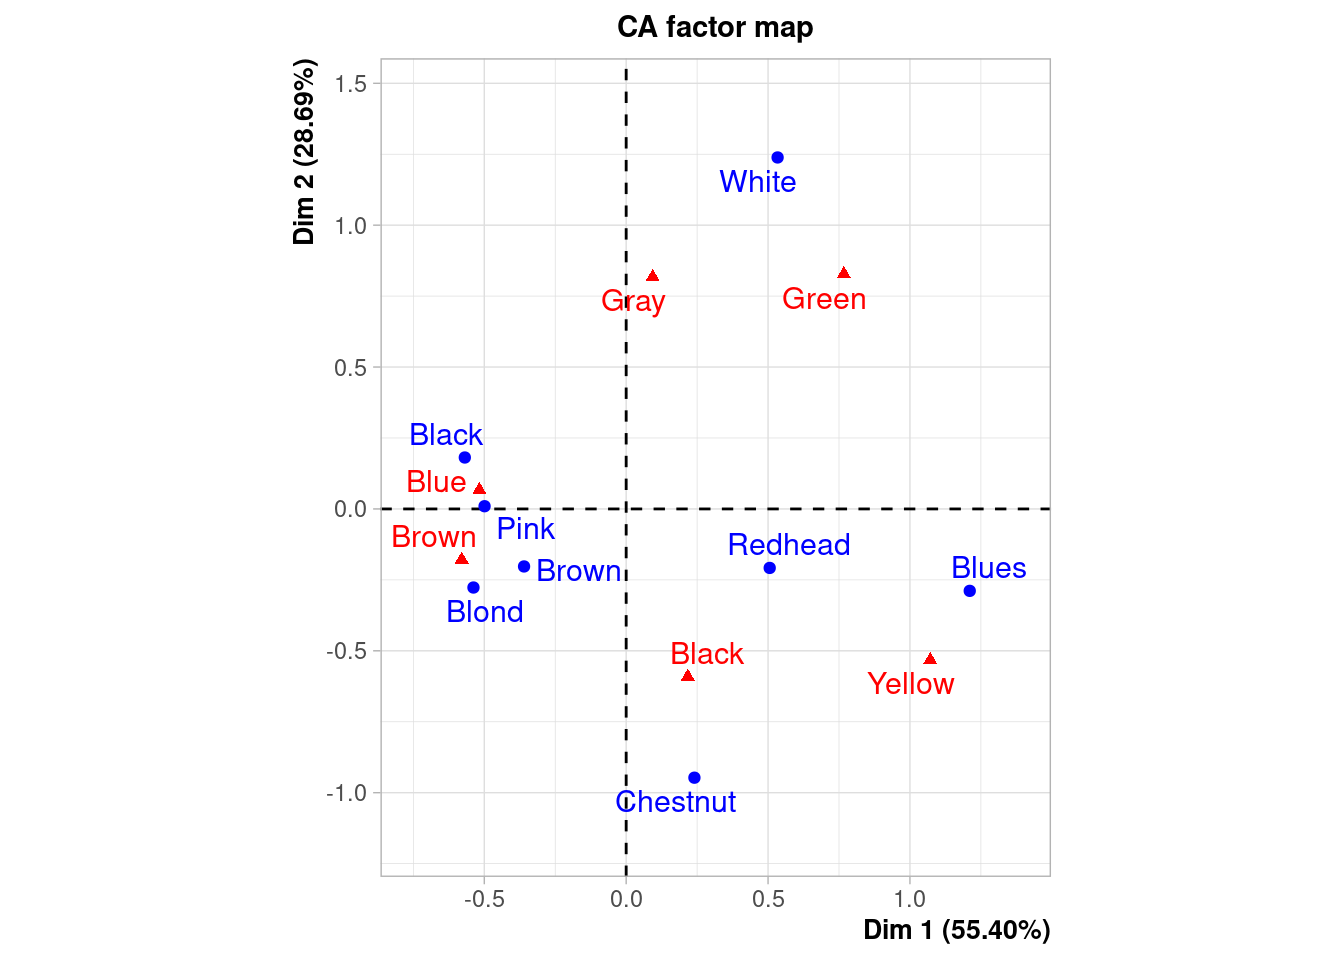 CA factor map
Dim 2 (28.69%)
1.5
1.0
0.5
0.0
-0.5
-1.0
White
Gray
Green
Black
Blue
Pink
Brown
Brown
Blond
Redhead
Blues
Black
Yellow
Chestnut
-0.5
0.0
0.5
1.0
Dim 1 (55.40%)